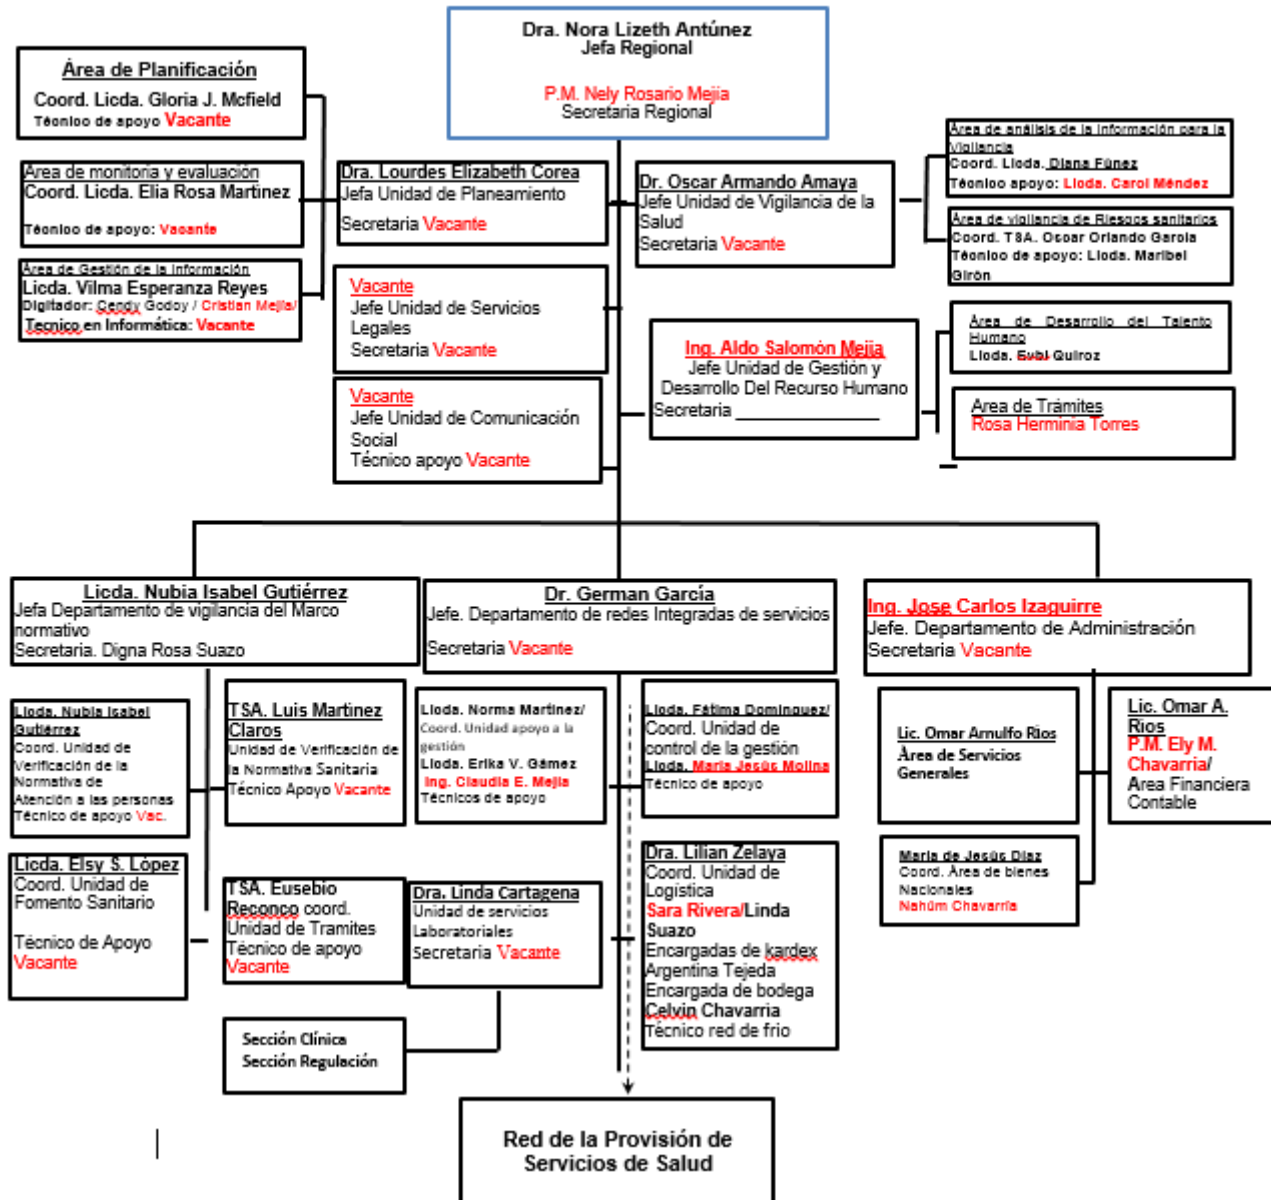 Dra. Nora Lizeth Antúnez
Jefa Regional
P.M. Nely Rosario Mejía
Secretaria Regional
Área de Planificación
Coord. Licda. Gloria J. Mcfield
Técnico de apoyo Vacante
Area de monitoria y evaluación
Coord. Licda. Elia Rosa Martinez
Técnico de apoyo: Vacante
Área de Gestión de la Información
Licda. Vilma Esperanza Reyes
Digitador: Cendy Godoy / Cristian Mejía/
Tecnico en Informática: Vacante
Dra. Lourdes Elizabeth Corea
Jefa Unidad de Planeamiento
Secretaria Vacante
Dr. Oscar Armando Amaya
Jefe Unidad de Vigilancia de la
Salud
Secretaria Vacante
Área de análisis de la Información para la
Vigilancia
Coord. Licda. Diana Fúnez
Técnico apoyo: Licda. Carol Méndez
Área de vigilancia de Riesgos sanitarios
Coord. TSA. Oscar Orlando García
Técnico de apoyo: Licda. Maribel
Girón
Vacante
Jefe Unidad de Servicios
Legales
Secretaria Vacante
Ing. Aldo Salomón Mejia
Jefe Unidad de Gestión y
Desarrollo Del Recurso Humano
Secretaria ________________
Área de Desarrollo del Talento
Humano
Licda. Eybi Quiroz
Area de Trámites
Rosa Herminia Torres
Vacante
Jefe Unidad de Comunicación
Social
Técnico apoyo Vacante
Licda. Nubia Isabel Gutiérrez
Jefa Departamento de vigilancia del Marco
normativo
Secretaria. Digna Rosa Suazo
Dr. German García
Jefe. Departamento de redes Integradas de servicios
Secretaria Vacante
Ing. Jose Carlos Izaguirre
Jefe. Departamento de Administración
Secretaria Vacante
Licda. Nubia Isabel
Gutiérrez
Coord. Unidad de
Verificación de la
Normativa de
Atención a las personas
Técnico de apoyo Vac.
TSA. Luis Martinez
Claros
Unidad de Verificación de
la Normativa Sanitaria
Técnico Apoyo Vacante
Licda. Norma Martinez/
Coord. Unidad apoyo a la
gestión
Licda. Erika V. Gámez
Ing. Claudia E. Mejia
Técnicos de apoyo
Licda. Fátima Dominguez/
Coord. Unidad de
control de la gestión
Licda. Maria Jesús Molina
Técnico de apoyo
Lic. Omar Arnulfo Rios
Área de Servicios
Generales
Lic. Omar A.
Rios
P.M. Ely M.
Chavarria/
Area Financiera
Contable
Licda. Elsy S. López
Coord. Unidad de
Fomento Sanitario
Técnico de Apoyo
Vacante
TSA. Eusebio
Reconco coord.
Unidad de Tramites
Técnico de apoyo
Vacante
Dra. Linda Cartagena
Unidad de servicios
Laboratoriales
Secretaria Vacante
Dra. Lilian Zelaya
Coord. Unidad de
Logística
Sara Rivera/Linda
Suazo
Encargadas de kardex
Argentina Tejeda
Encargada de bodega
Celvin Chavarria
Técnico red de frio
Maria de Jesús Diaz
Coord. Área de bienes
Nacionales
Nahúm Chavarría
Sección Clínica
Sección Regulación
Red de la Provisión de
Servicios de Salud